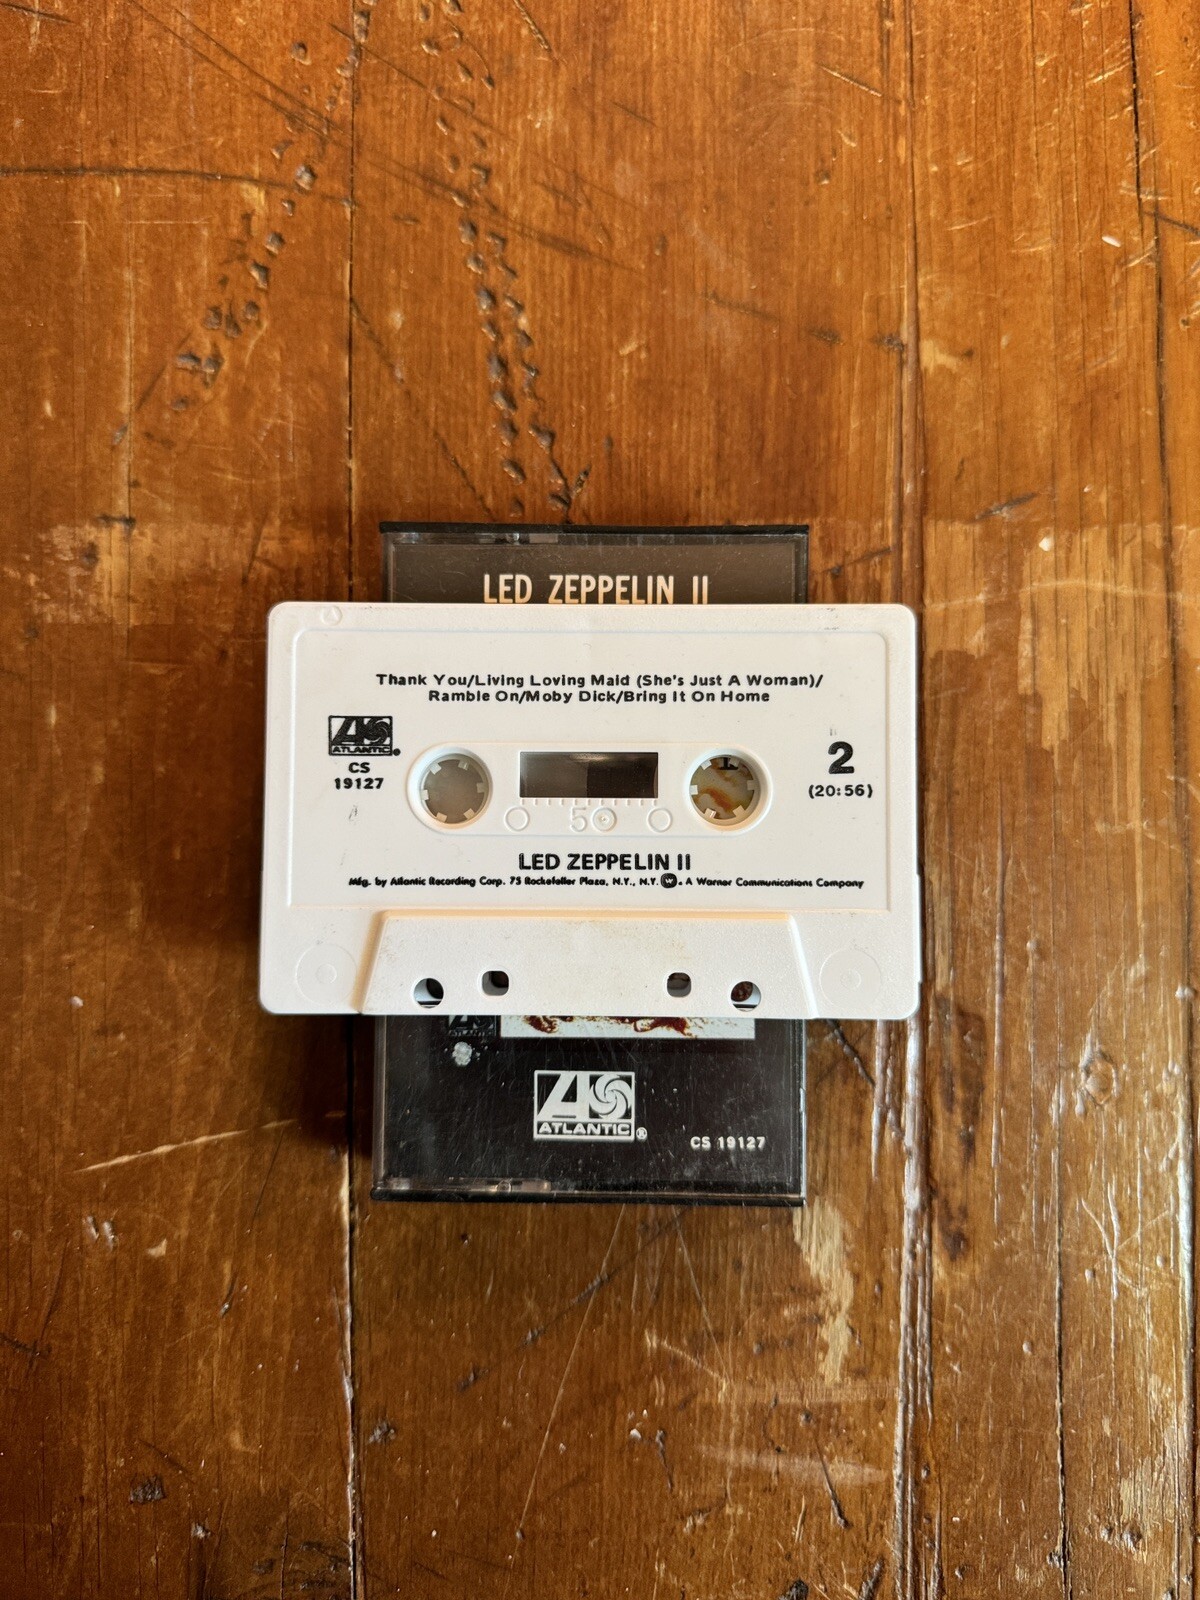 LED ZEPPELIN II
Thank You/Living Loving Maid (She's Just A Woman)/
Ramble On/Moby Dick/Bring It On Home
ATLANTIC®
CS
19127
2
(20:56)
50
LED ZEPPELIN II
Mfg. by Atlantic Recording Corp. 75 Rockefeller Plaza, N.Y., N.Y. W. A Warner Communications Company
ATLANTIC
ATLANTIC®
CS 19127